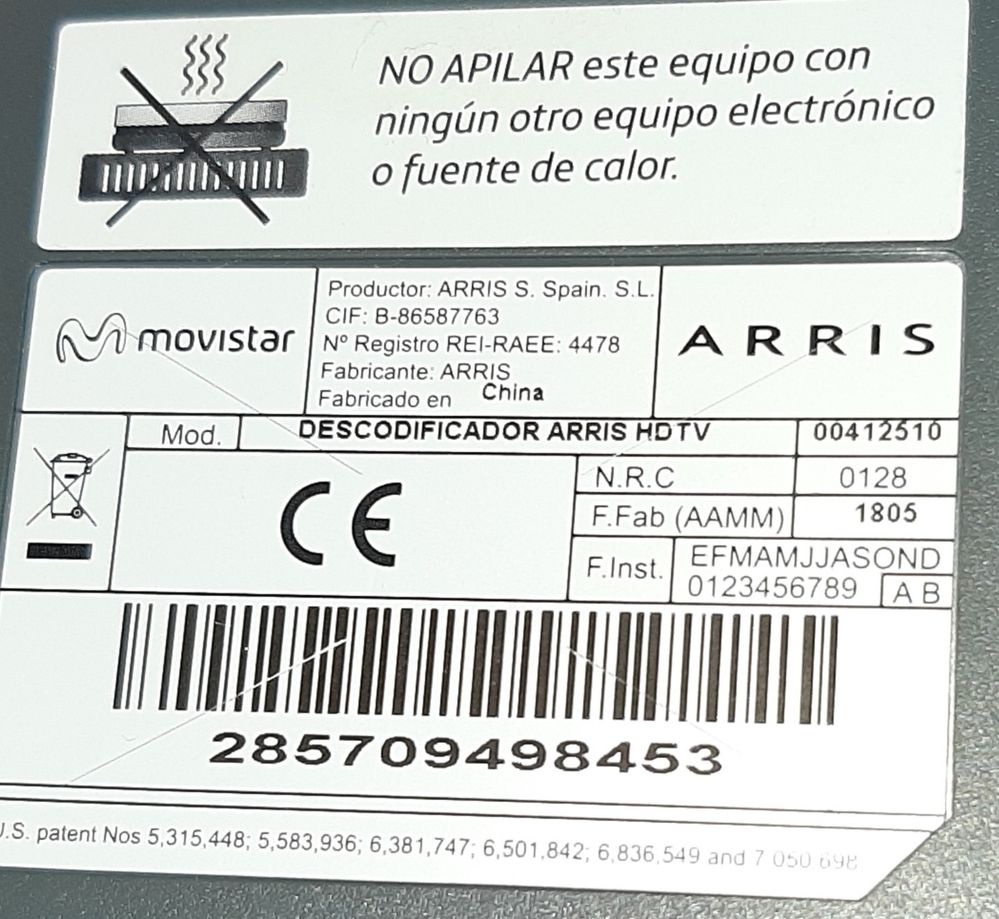 NO APILAR este equipo con
ningún otro equipo electrónico
o fuente de calor.
movistar
Productor: ARRIS S. Spain. S.L.
CIF: B-86587763
Nº Registro REI-RAEE: 4478
Fabricante: ARRIS
Fabricado en China
ARRIS
Mod. DESCODIFICADOR ARRIS HDTV 00412510
CE
N.R.C 0128
F.Fab (AAMM) 1805
F.Inst. EFMAMJJASOND
0123456789 AB
285709498453
U.S. patent Nos 5,315,448; 5,583,936; 6,381,747; 6,501,842; 6,836,549 and 7 050 698